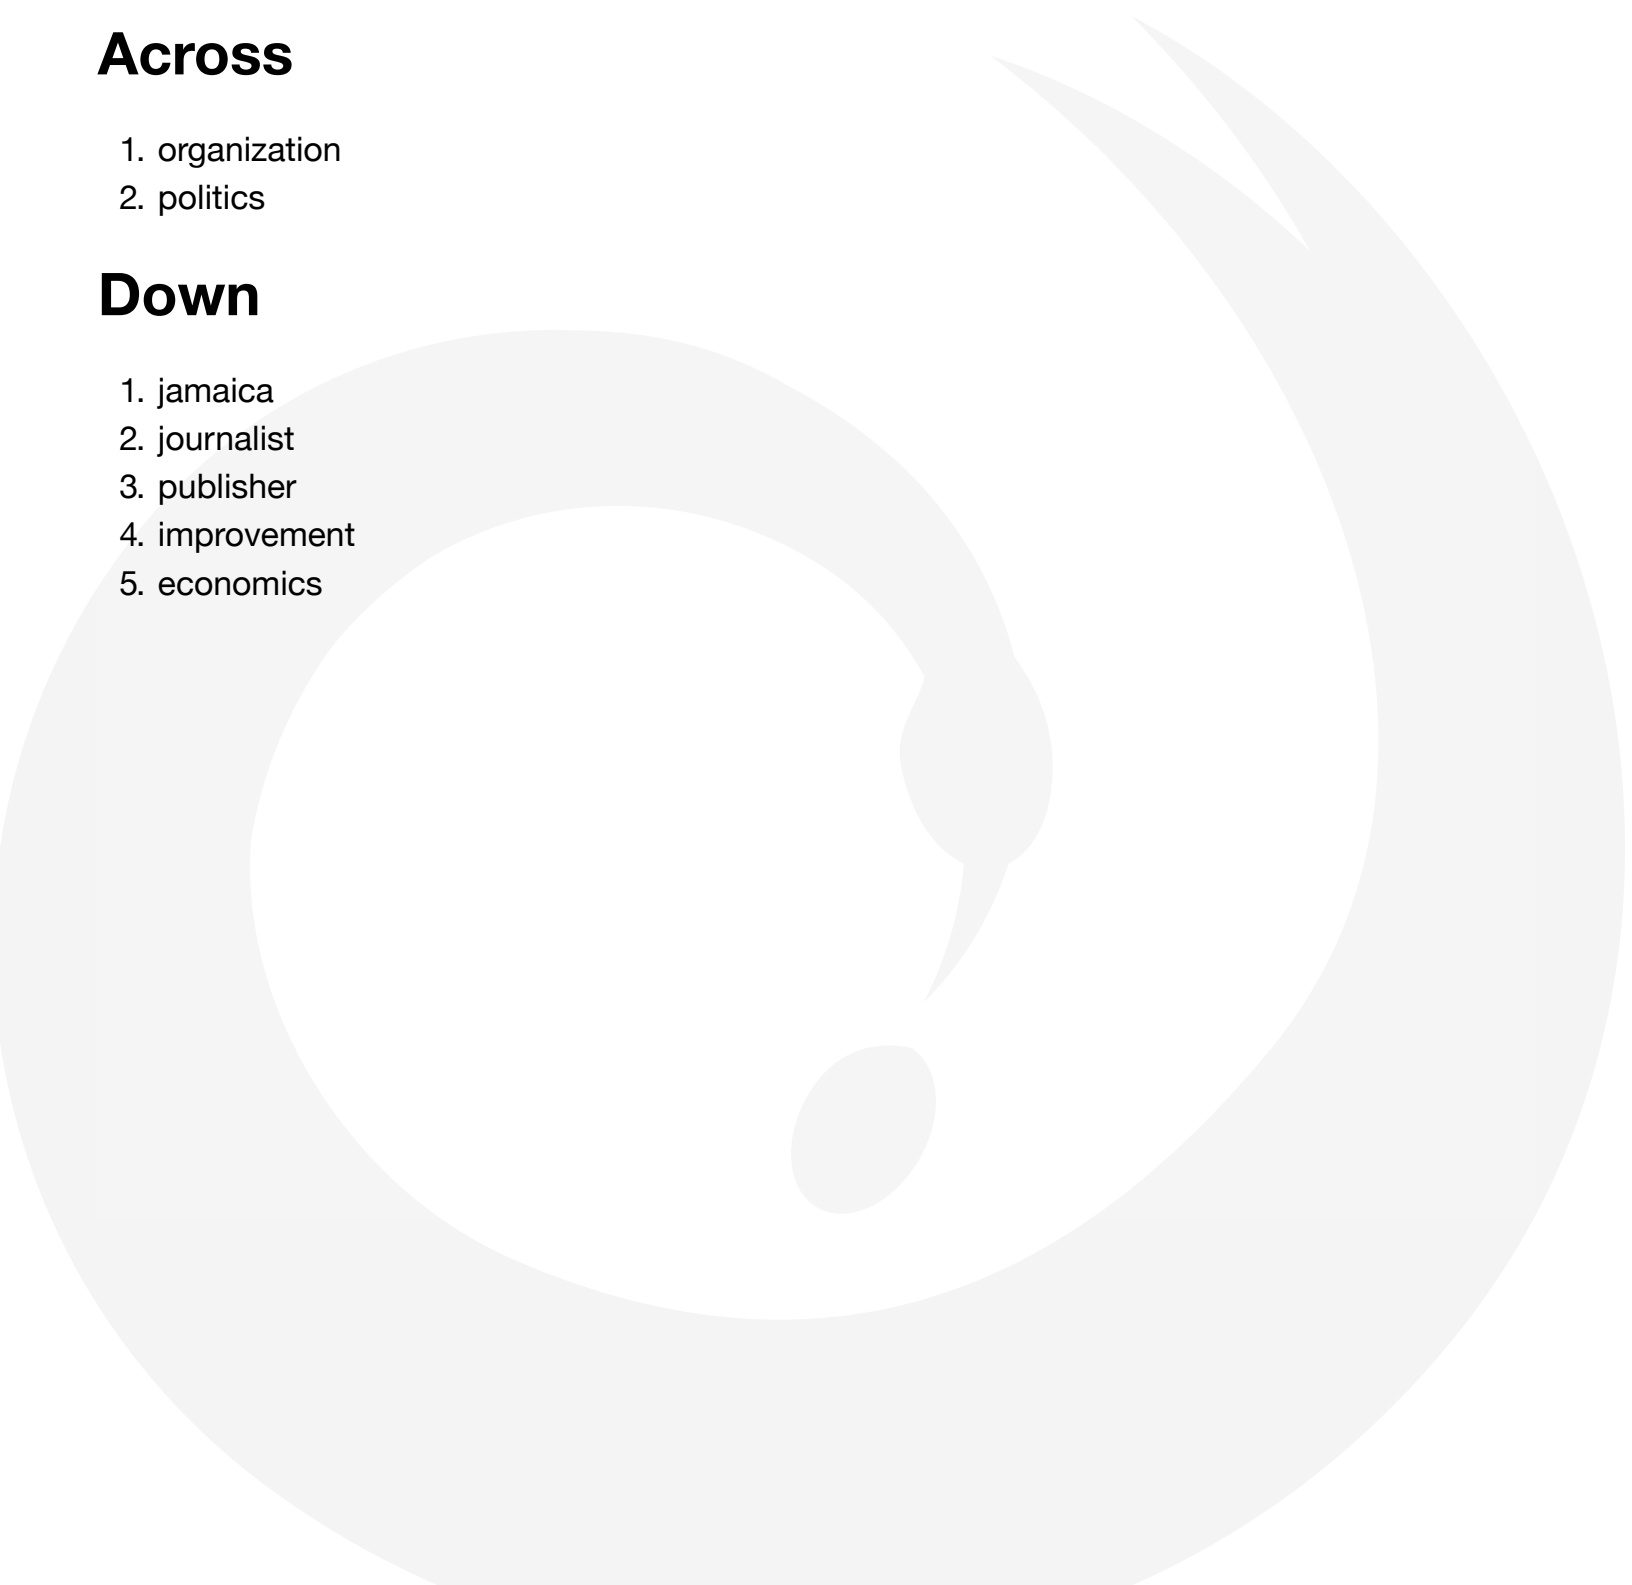 Across
1. organization
2. politics
Down
1. jamaica
2. journalist
3. publisher
4. improvement
5. economics